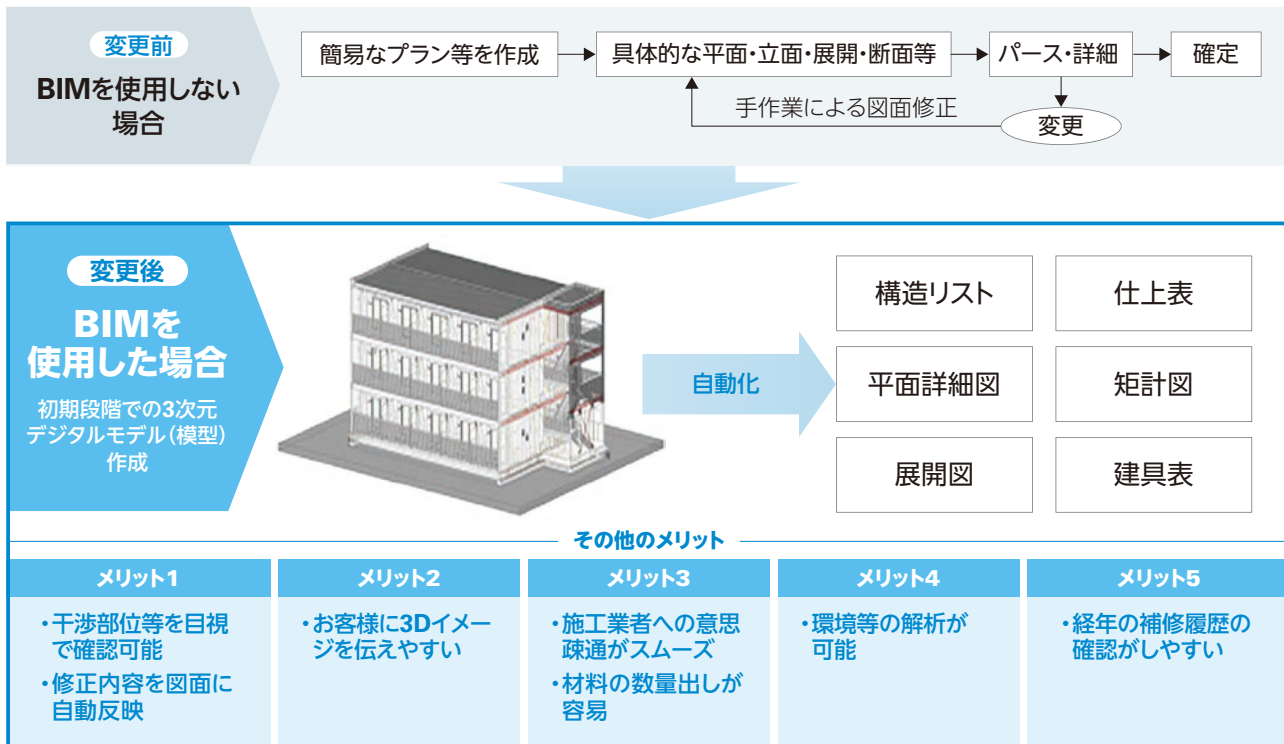 変更前
BIMを使用しない
場合
簡易なプラン等を作成
具体的な平面・立面・展開・断面等
パース・詳細
確定
手作業による図面修正
変更
変更後
BIMを
使用した場合
初期段階での3次元
デジタルモデル(模型)
作成
自動化
構造リスト
仕上表
平面詳細図
矩計図
展開図
建具表
その他のメリット
メリット1
・干渉部位等を目視
で確認可能
・修正内容を図面に
自動反映
メリット2
・お客様に3Dイメー
ジを伝えやすい
メリット3
・施工業者への意思
疎通がスムーズ
・材料の数量出しが
容易
メリット4
・環境等の解析が
可能
メリット5
・経年の補修履歴の
確認がしやすい